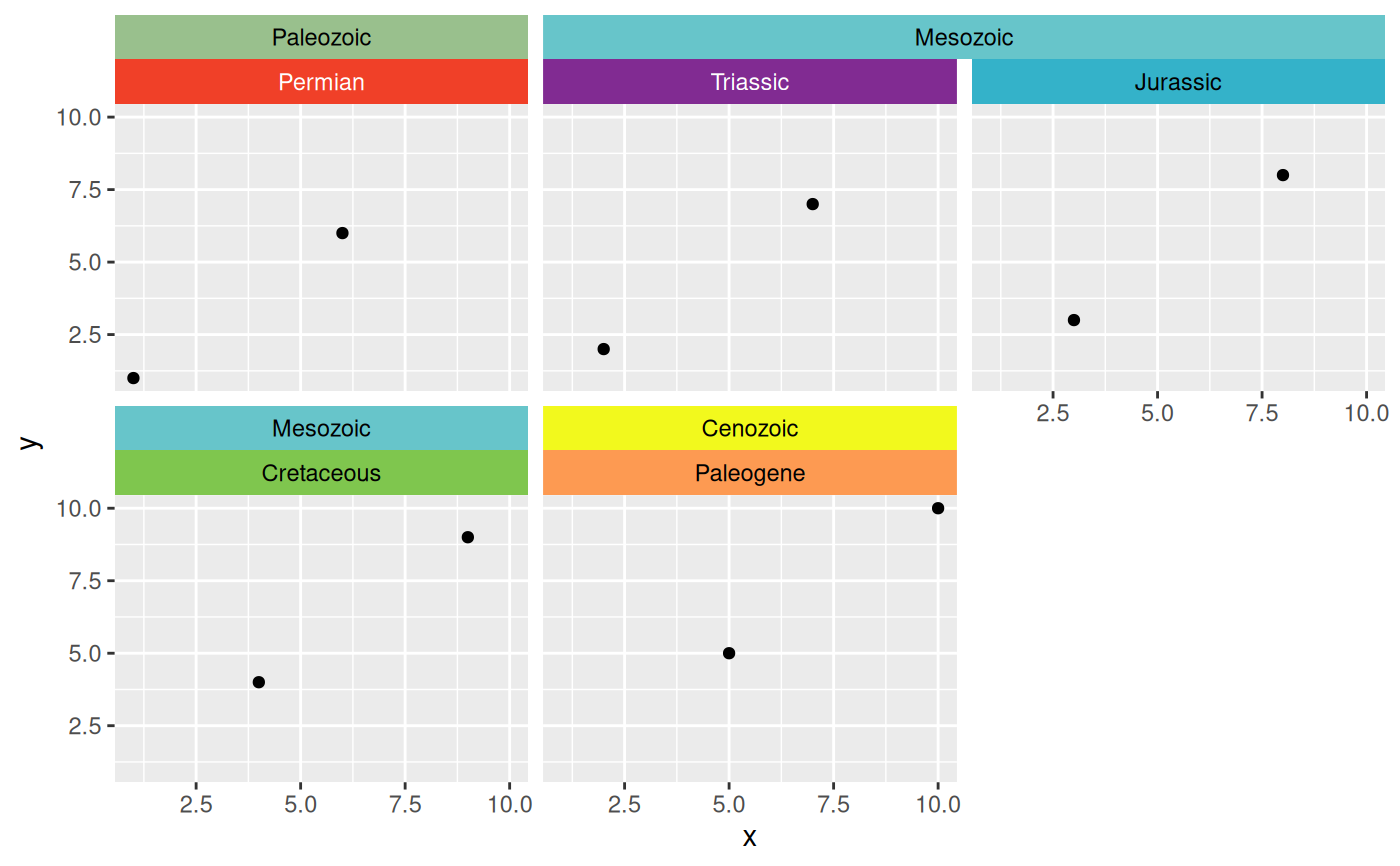 Paleozoic Mesozoic
Permian Triassic Jurassic
10.0
7.5
5.0
2.5
2.5 5.0 7.5 10.0
Mesozoic Cenozoic
Cretaceous Paleogene
y
10.0
7.5
5.0
2.5
2.5 5.0 7.5 10.0 2.5 5.0 7.5 10.0
x